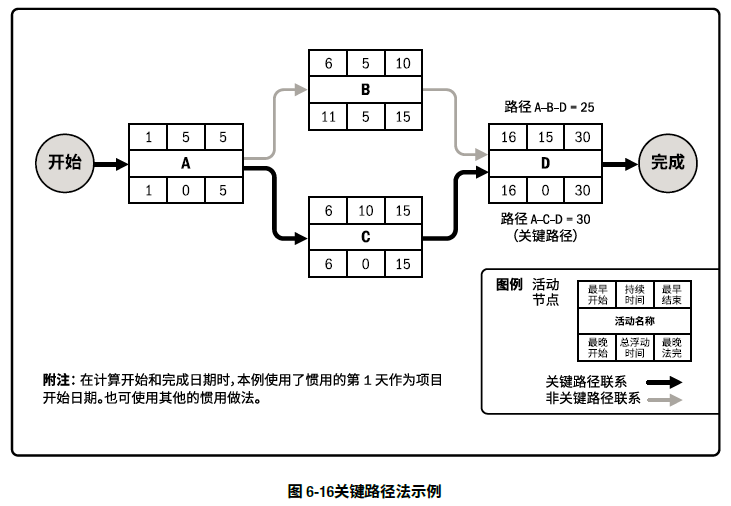 6 5 10
B
11 5 15
路径 A-B-D = 25
开始
1 5 5
A
1 0 5
16 15 30
D
16 0 30
完成
6 10 15
C
6 0 15
路径 A-C-D = 30
（关键路径）
图例 活动
节点
最早
开始
持续
时间
最早
结束
活动名称
最晚
开始
总浮动
时间
最晚
法完
关键路径联系
非关键路径联系
附注：在计算开始和完成日期时，本例使用了惯用的第 1 天作为项目
开始日期。也可使用其他的惯用做法。
图 6-16关键路径法示例